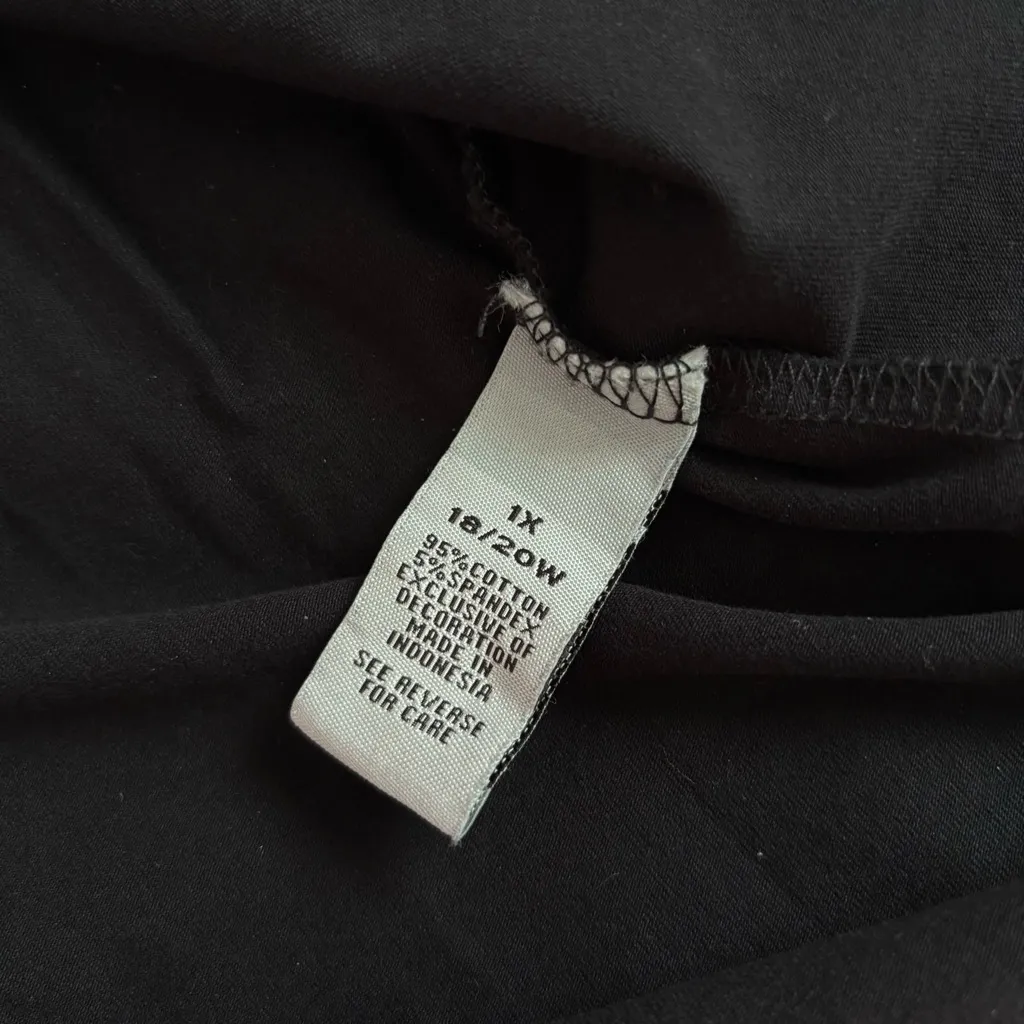 1X
18/20W
95%COTTON
5%SPANDEX
EXCLUSIVE OF
DECORATION
MADE IN
INDONESIA
SEE REVERSE
FOR CARE